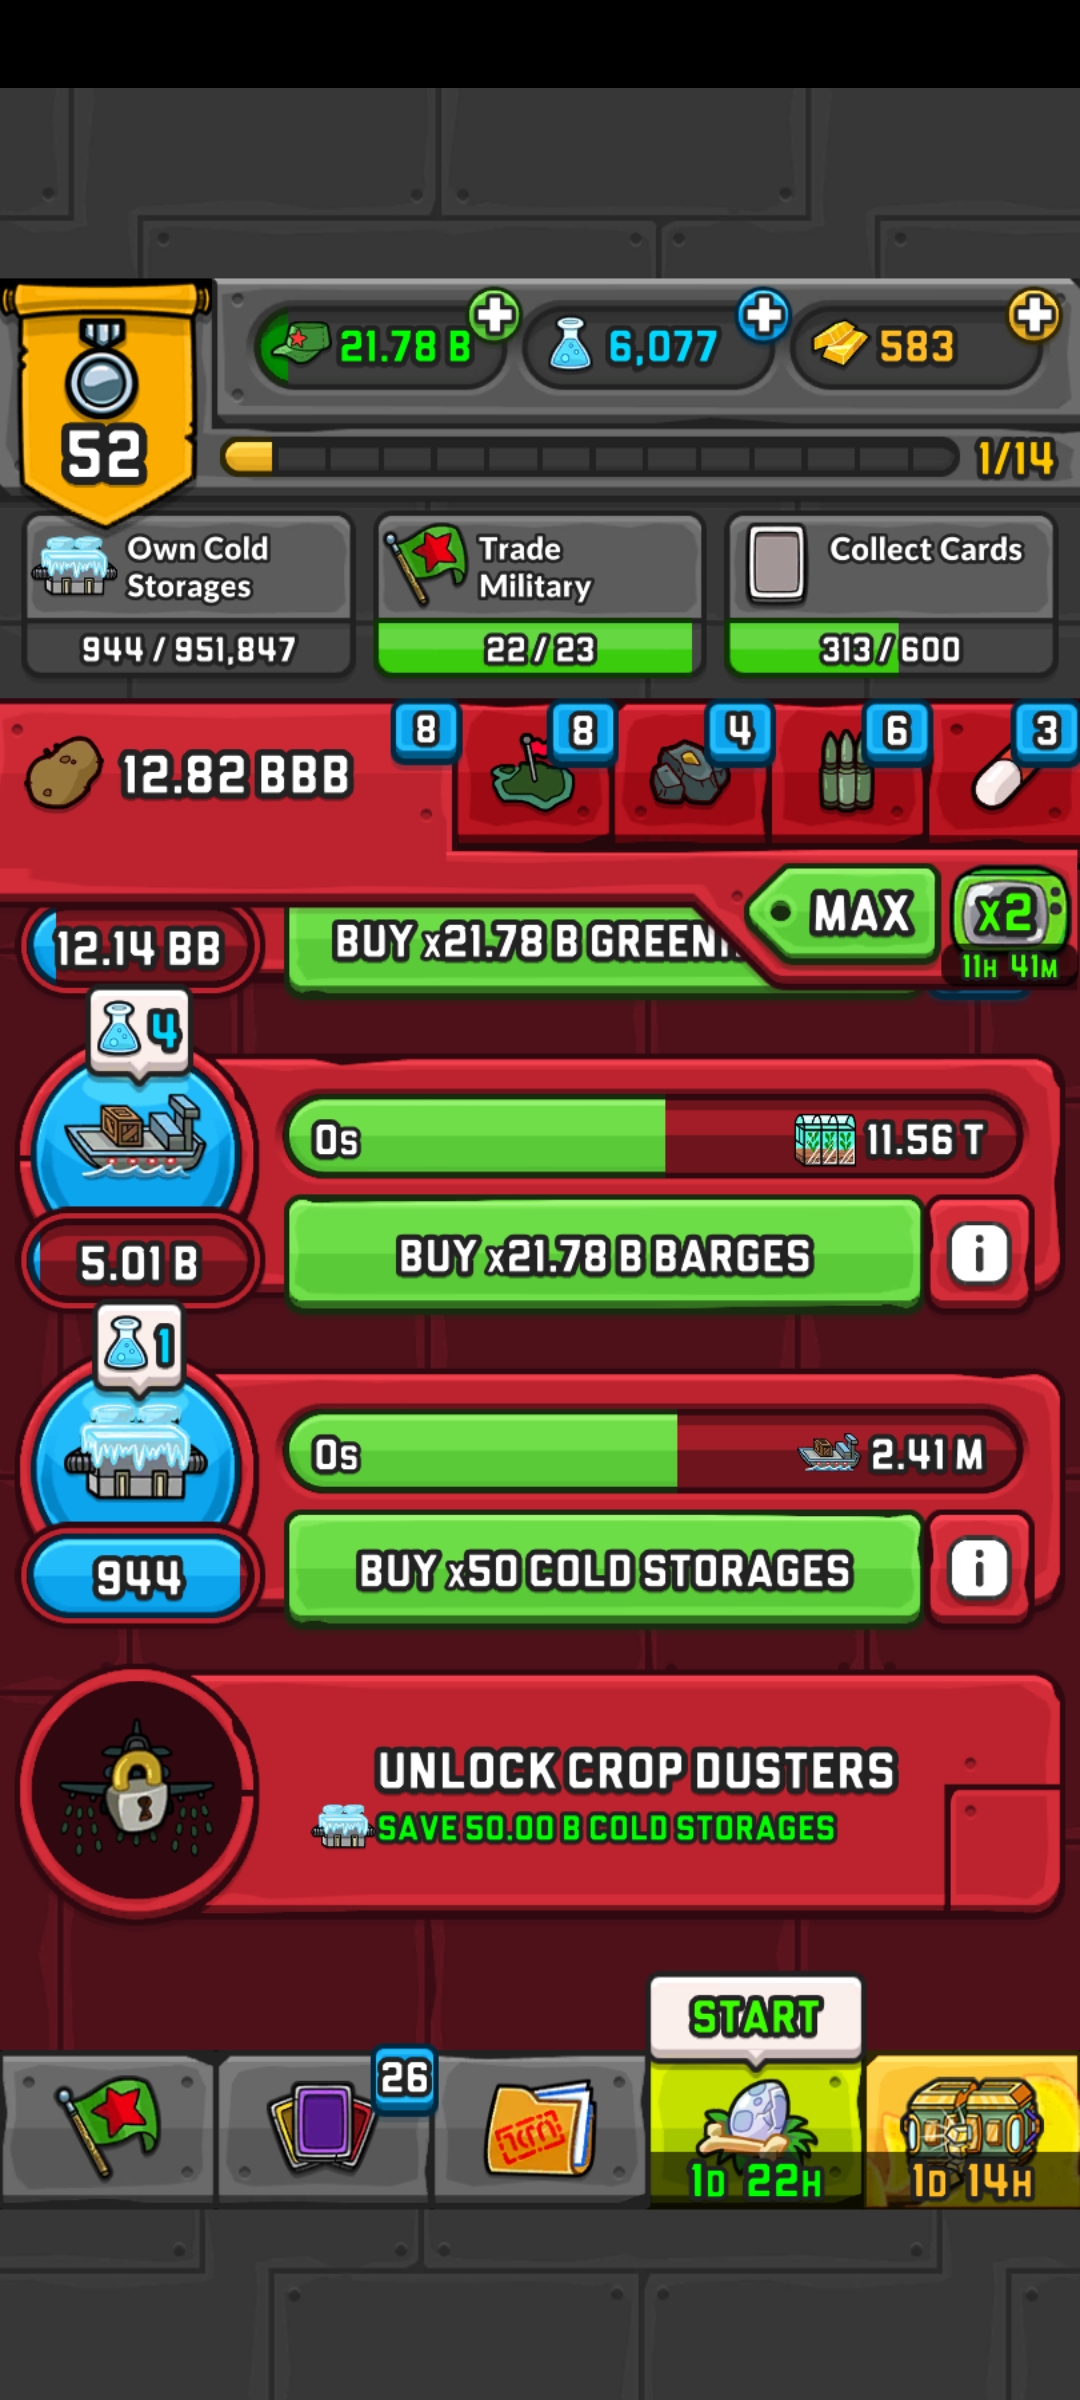 52
21.78 B
6,077
583
1/14
Own Cold
Storages
944 / 951,847
Trade
Military
22 / 23
Collect Cards
313 / 600
12.82 BBB
8
8
4
6
3
MAX
x2
11H 41M
12.14 BB
BUY x21.78 B
4
0s
11.56 T
5.01 B
BUY x21.78 B BARGES
i
1
0s
2.41 M
944
BUY x50 COLD STORAGES
i
UNLOCK CROP DUSTERS
SAVE 50.00 B COLD STORAGES
START
26
1D 22H
1D 14H